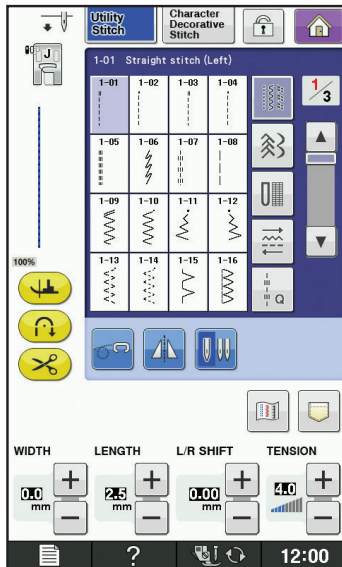 Utility
Stitch
Character
Decorative
Stitch
J
1-01 Straight stitch (Left)
1/3
1-01 1-02 1-03 1-04
1-05 1-06 1-07 1-08
1-09 1-10 1-11 1-12
1-13 1-14 1-15 1-16
Q
100%
WIDTH LENGTH L/R SHIFT TENSION
0.0 mm
2.5 mm
0.00 mm
4.0
? 12:00